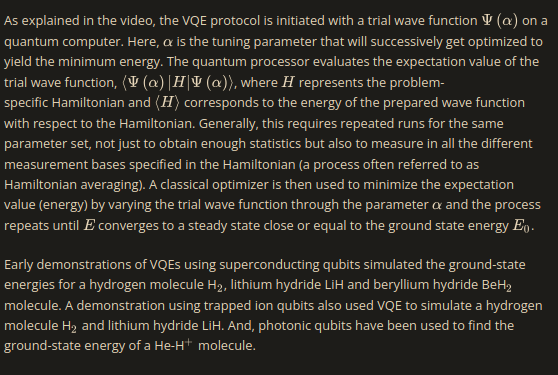 As explained in the video, the VQE protocol is initiated with a trial wave function Ψ (α) on a
quantum computer. Here, α is the tuning parameter that will successively get optimized to
yield the minimum energy. The quantum processor evaluates the expectation value of the
trial wave function, ⟨Ψ (α) |H|Ψ (α)⟩, where H represents the problem-
specific Hamiltonian and ⟨H⟩ corresponds to the energy of the prepared wave function
with respect to the Hamiltonian. Generally, this requires repeated runs for the same
parameter set, not just to obtain enough statistics but also to measure in all the different
measurement bases specified in the Hamiltonian (a process often referred to as
Hamiltonian averaging). A classical optimizer is then used to minimize the expectation
value (energy) by varying the trial wave function through the parameter α and the process
repeats until E converges to a steady state close or equal to the ground state energy E₀.
Early demonstrations of VQEs using superconducting qubits simulated the ground-state
energies for a hydrogen molecule H₂, lithium hydride LiH and beryllium hydride BeH₂
molecule. A demonstration using trapped ion qubits also used VQE to simulate a hydrogen
molecule H₂ and lithium hydride LiH. And, photonic qubits have been used to find the
ground-state energy of a He-H⁺ molecule.